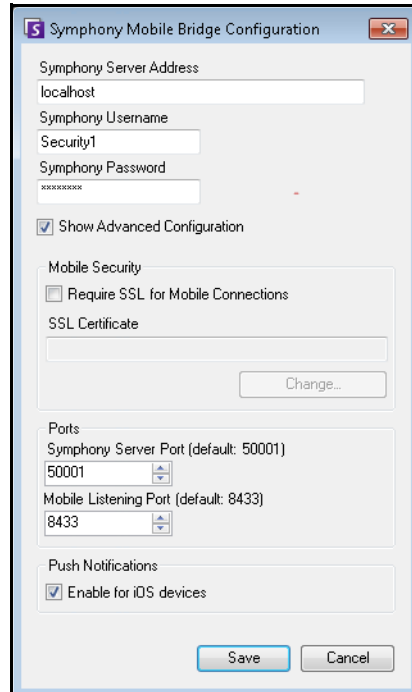 Symphony Mobile Bridge Configuration
Symphony Server Address
localhost
Symphony Username
Security1
Symphony Password
××××××××
Show Advanced Configuration
Mobile Security
Require SSL for Mobile Connections
SSL Certificate
Change...
Ports
Symphony Server Port (default: 50001)
50001
Mobile Listening Port (default: 8433)
8433
Push Notifications
Enable for iOS devices
Save Cancel